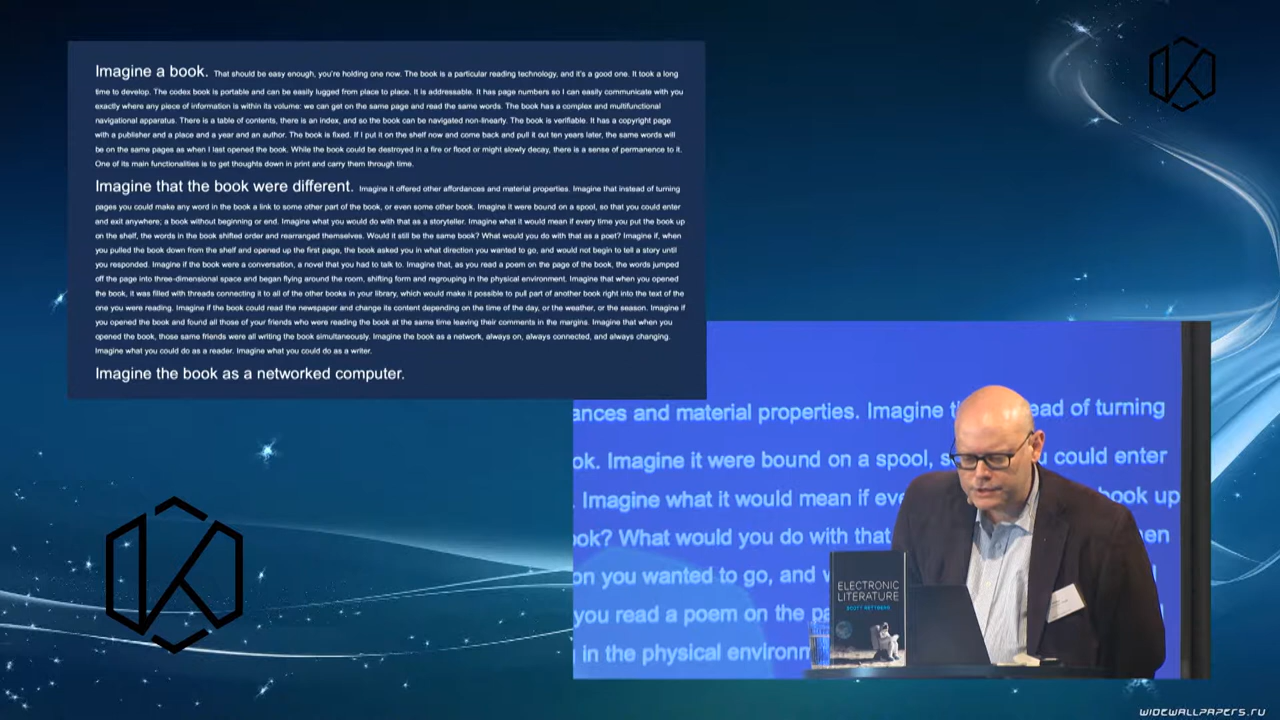 Imagine a book. That should be easy enough, you're holding one now. The book is a particular reading technology, and it's a good one. It took a long
time to develop. The codex book is portable and can be easily lugged from place to place. It is addressable. It has page numbers so I can easily communicate with you
exactly where any piece of information is within its volume: we can get on the same page and read the same words. The book has a complex and multifunctional
navigational apparatus. There is a table of contents, there is an index, and so the book can be navigated non-linearly. The book is verifiable. It has a copyright page
with a publisher and a place and a year and an author. The book is fixed. If I put it on the shelf now and come back and pull it out ten years later, the same words will
be on the same pages as when I last opened the book. While the book could be destroyed in a fire or flood or might slowly decay, there is a sense of permanence to it.
One of its main functionalities is to get thoughts down in print and carry them through time.
Imagine that the book were different. Imagine it offered other affordances and material properties. Imagine that instead of turning
pages you could make any word in the book a link to some other part of the book, or even some other book. Imagine it were bound on a spool, so that you could enter
and exit anywhere; a book without beginning or end. Imagine what you would do with that as a storyteller. Imagine what it would mean if every time you put the book up
on the shelf, the words in the book shifted order and rearranged themselves. Would it still be the same book? What would you do with that as a poet? Imagine if, when
you pulled the book down from the shelf and opened up the first page, the book asked you in what direction you wanted to go, and would not begin to tell a story until
you responded. Imagine if the book were a conversation, a novel that you had to talk to. Imagine that, as you read a poem on the page of the book, the words jumped
off the page into three-dimensional space and began flying around the room, shifting form and regrouping in the physical environment. Imagine that when you opened
the book, it was filled with threads connecting it to all of the other books in your library, which would make it possible to pull part of another book right into the text of the
one you were reading. Imagine if the book could read the newspaper and change its content depending on the time of the day, or the weather, or the season. Imagine if
you opened the book and found all those of your friends who were reading the book at the same time leaving their comments in the margins. Imagine that when you
opened the book, those same friends were all writing the book simultaneously. Imagine the book as a network, always on, always connected, and always changing.
Imagine what you could do as a reader. Imagine what you could do as a writer.
Imagine the book as a networked computer.
ances and material properties. Imagine ead of turning
ok. Imagine it were bound on a spool, could enter
Imagine what it would mean if book up
ok? What would you do with that
on you wanted to go, and
you read a poem on the
in the physical
ELECTRONIC
LITERATURE
SCOTT RETTBERG
WIDEWALLPAPERS.RU